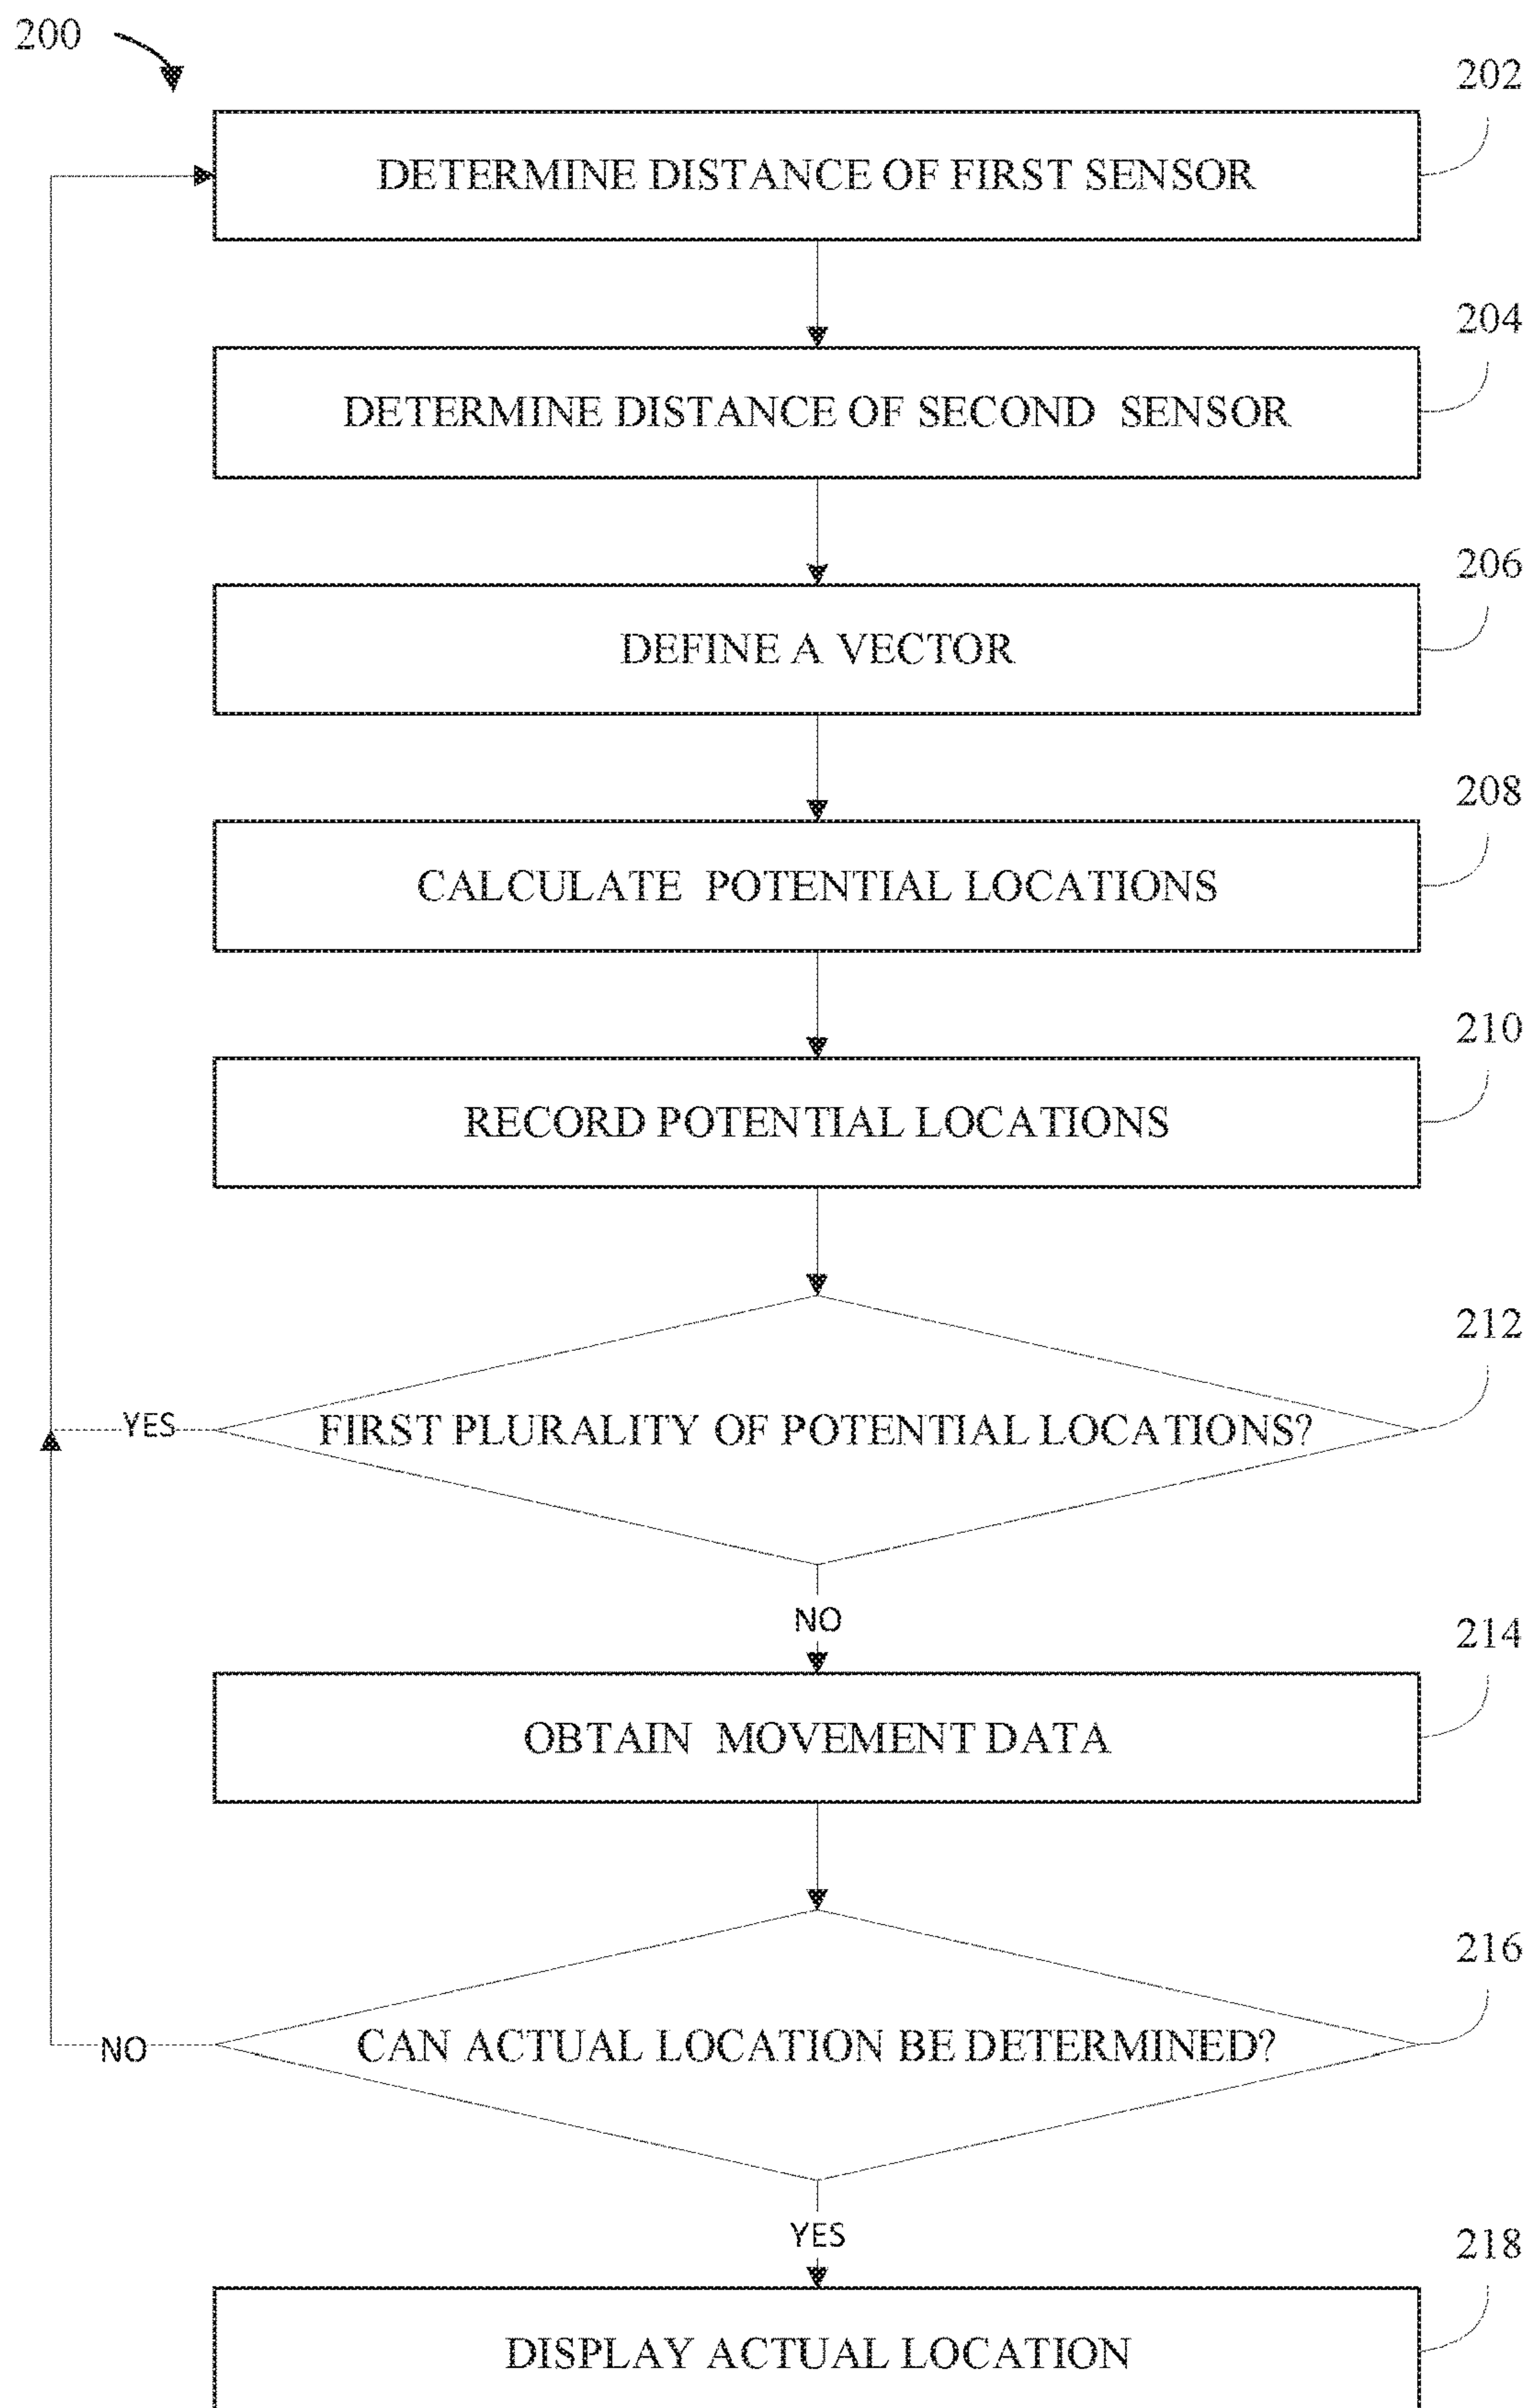 200
202
DETERMINE DISTANCE OF FIRST SENSOR
204
DETERMINE DISTANCE OF SECOND SENSOR
206
DEFINE A VECTOR
208
CALCULATE POTENTIAL LOCATIONS
210
RECORD POTENTIAL LOCATIONS
212
YES
FIRST PLURALITY OF POTENTIAL LOCATIONS?
NO
214
OBTAIN MOVEMENT DATA
216
NO
CAN ACTUAL LOCATION BE DETERMINED?
YES
218
DISPLAY ACTUAL LOCATION